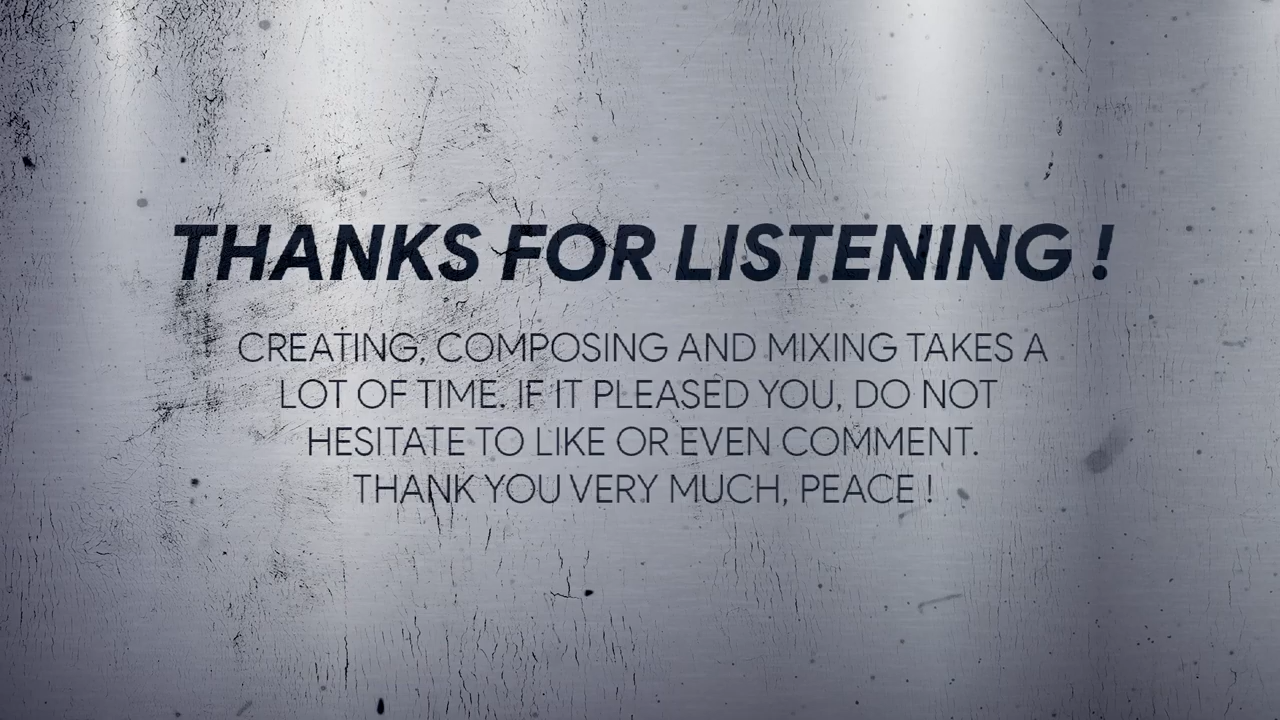 THANKS FOR LISTENING !
CREATING, COMPOSING AND MIXING TAKES A
LOT OF TIME. IF IT PLEASED YOU, DO NOT
HESITATE TO LIKE OR EVEN COMMENT.
THANK YOU VERY MUCH, PEACE !